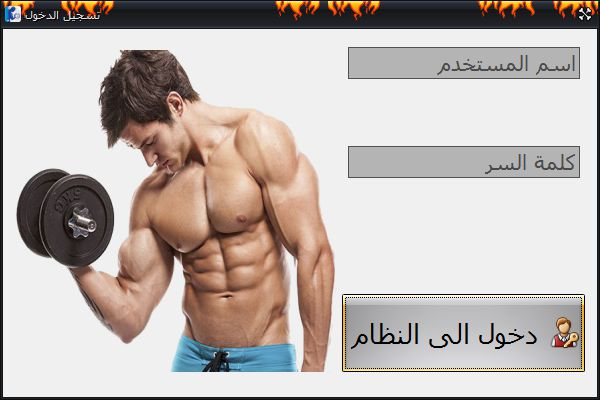 تسجيل الدخول
اسم المستخدم
كلمة السر
دخول الى النظام